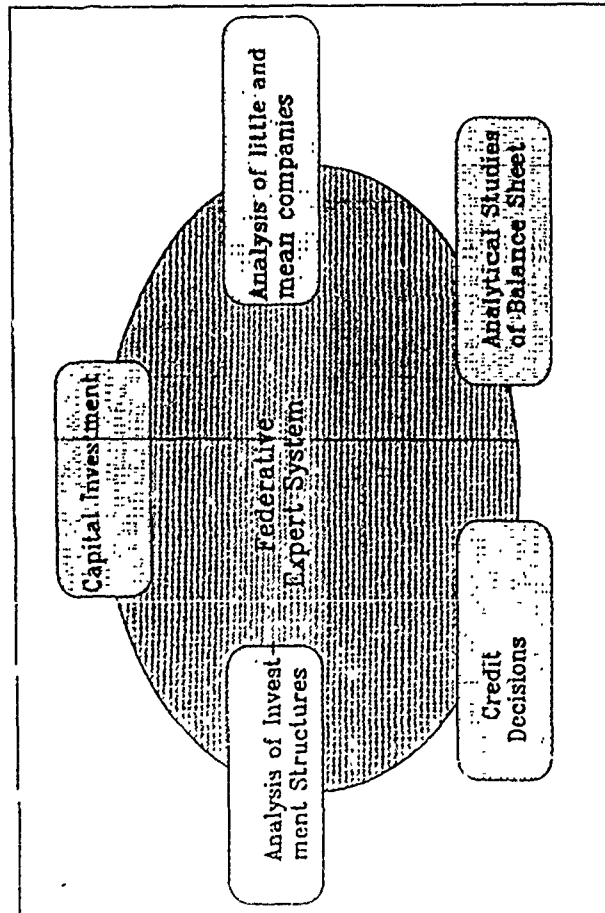 Capital Investment
Analysis of Invest
ment Structures
Federative
Expert-System
Analysis of little and
mean companies
Credit
Decisions
Analytical Studies
of Balance Sheet